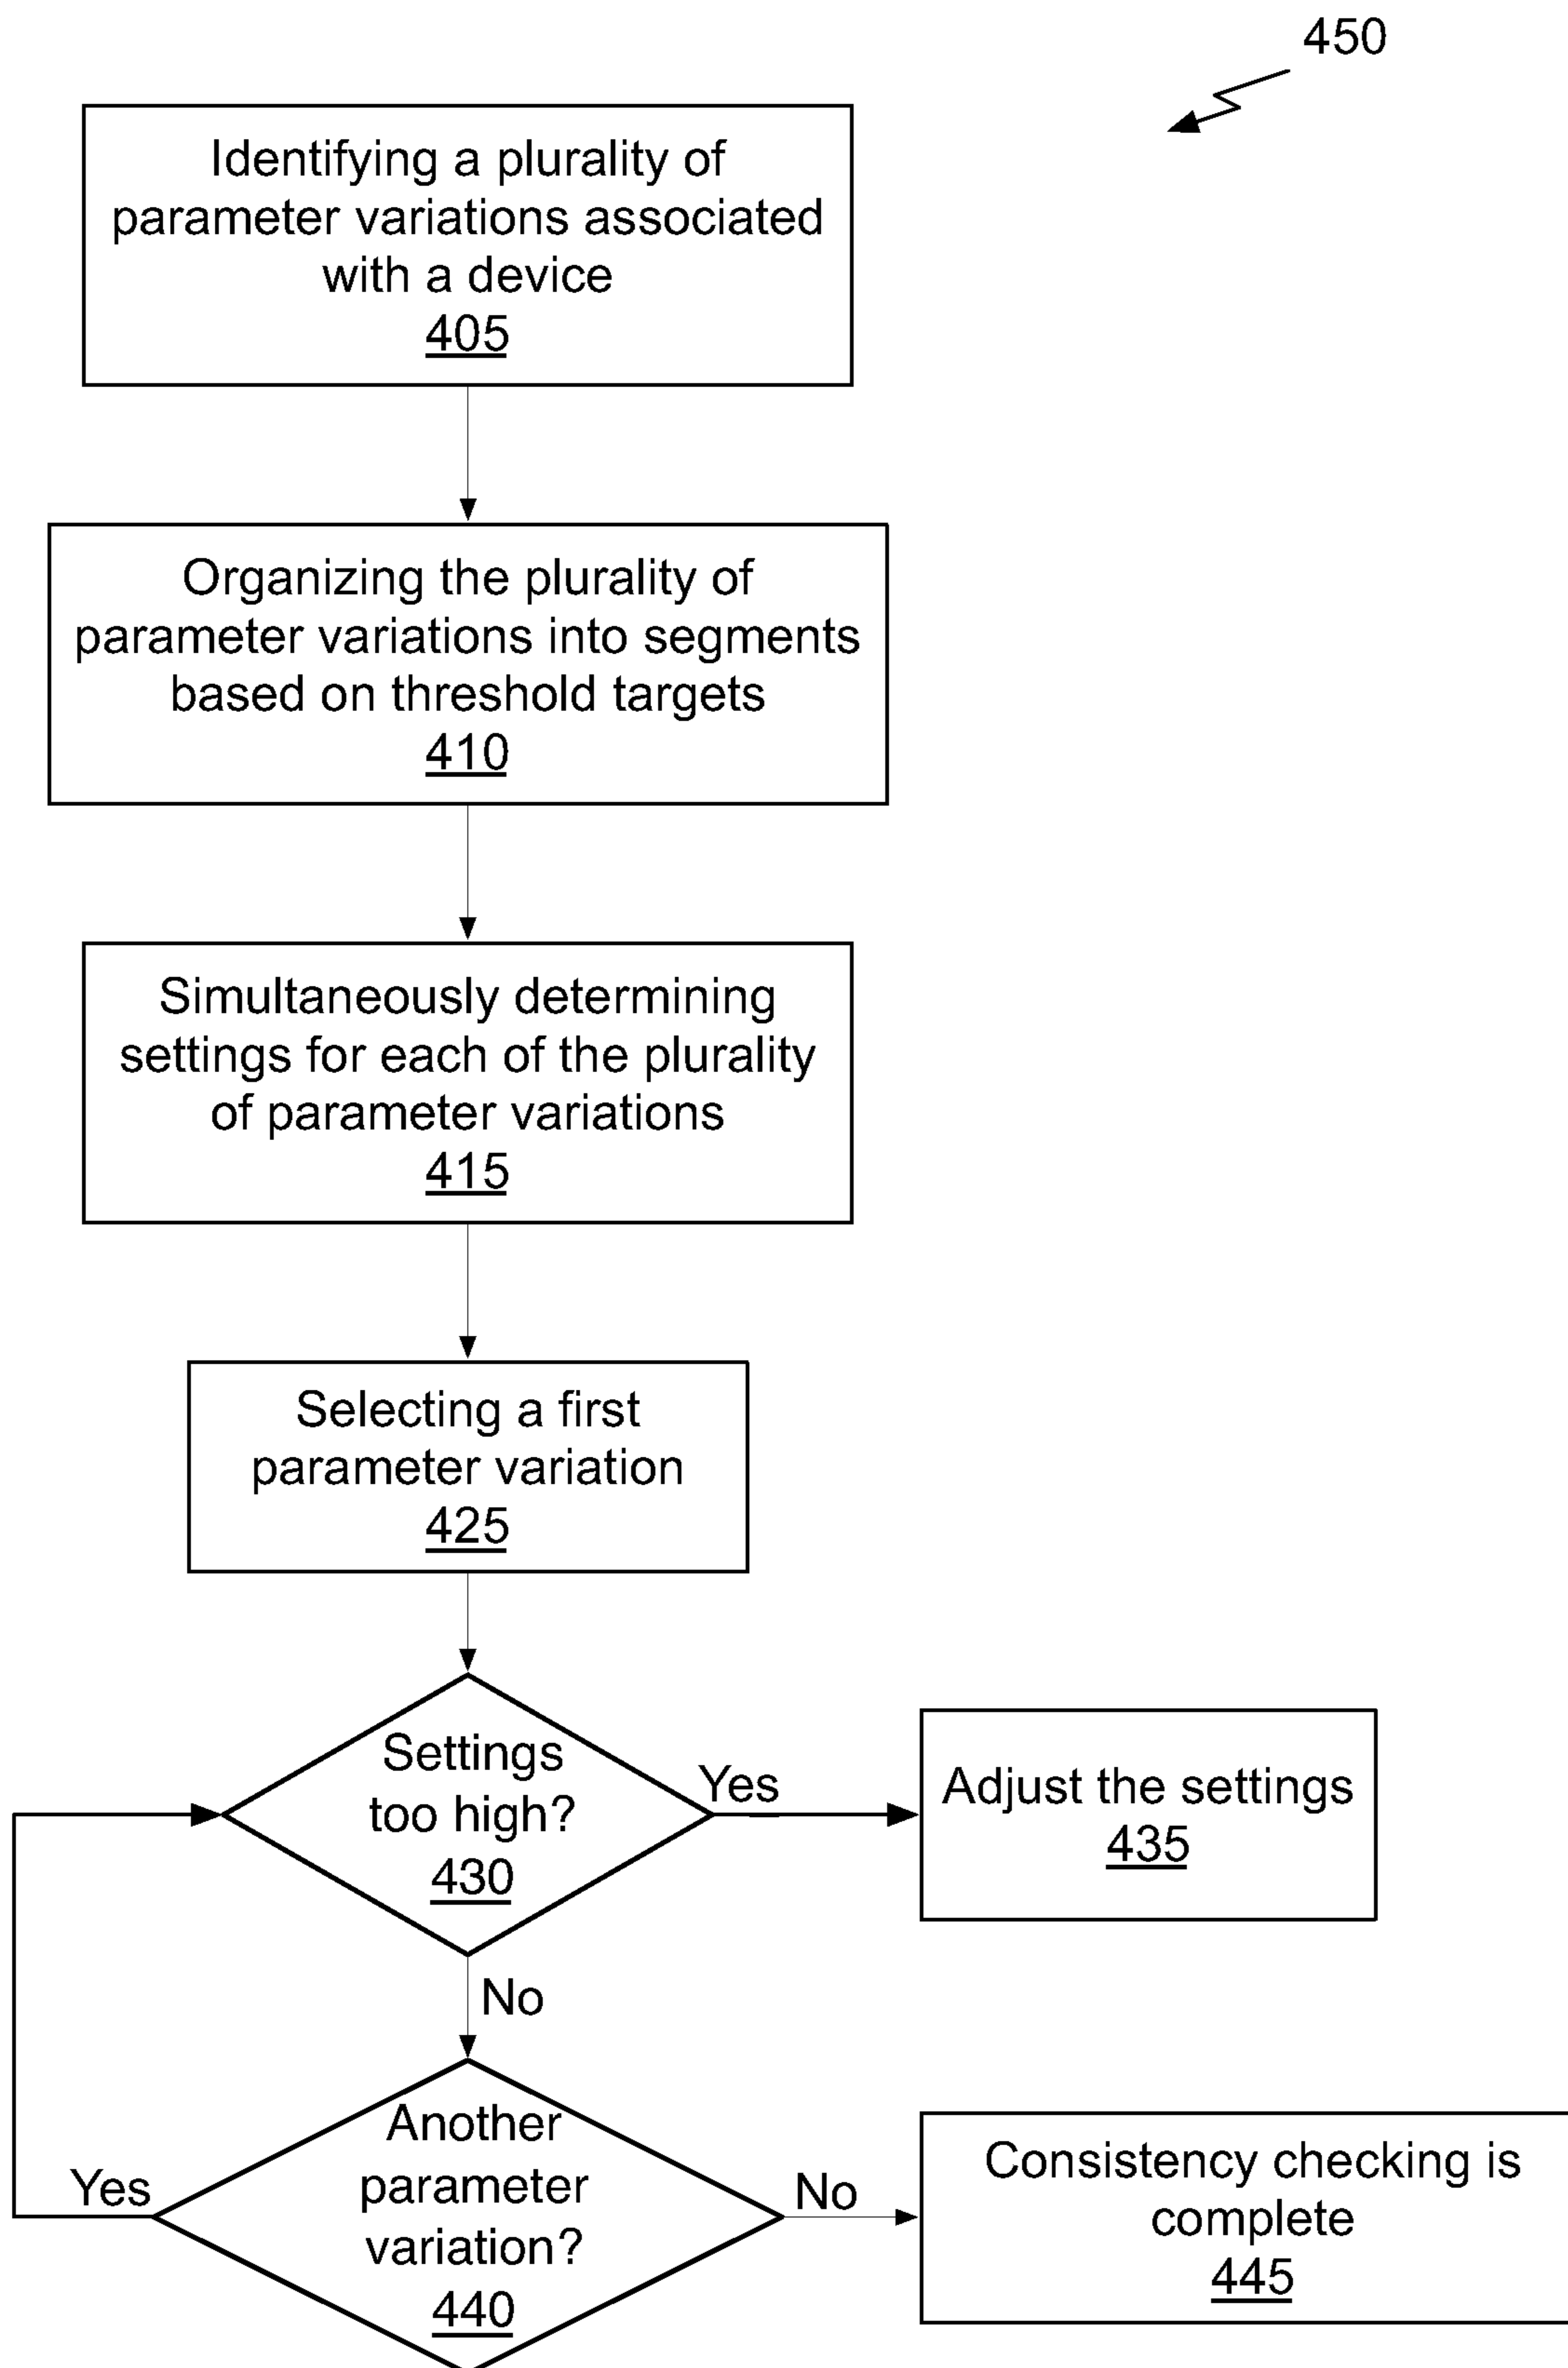 450
Identifying a plurality of
parameter variations associated
with a device
405
Organizing the plurality of
parameter variations into segments
based on threshold targets
410
Simultaneously determining
settings for each of the plurality
of parameter variations
415
Selecting a first
parameter variation
425
Settings
too high?
430
Yes
Adjust the settings
435
No
Another
parameter
variation?
440
Yes
No
Consistency checking is
complete
445